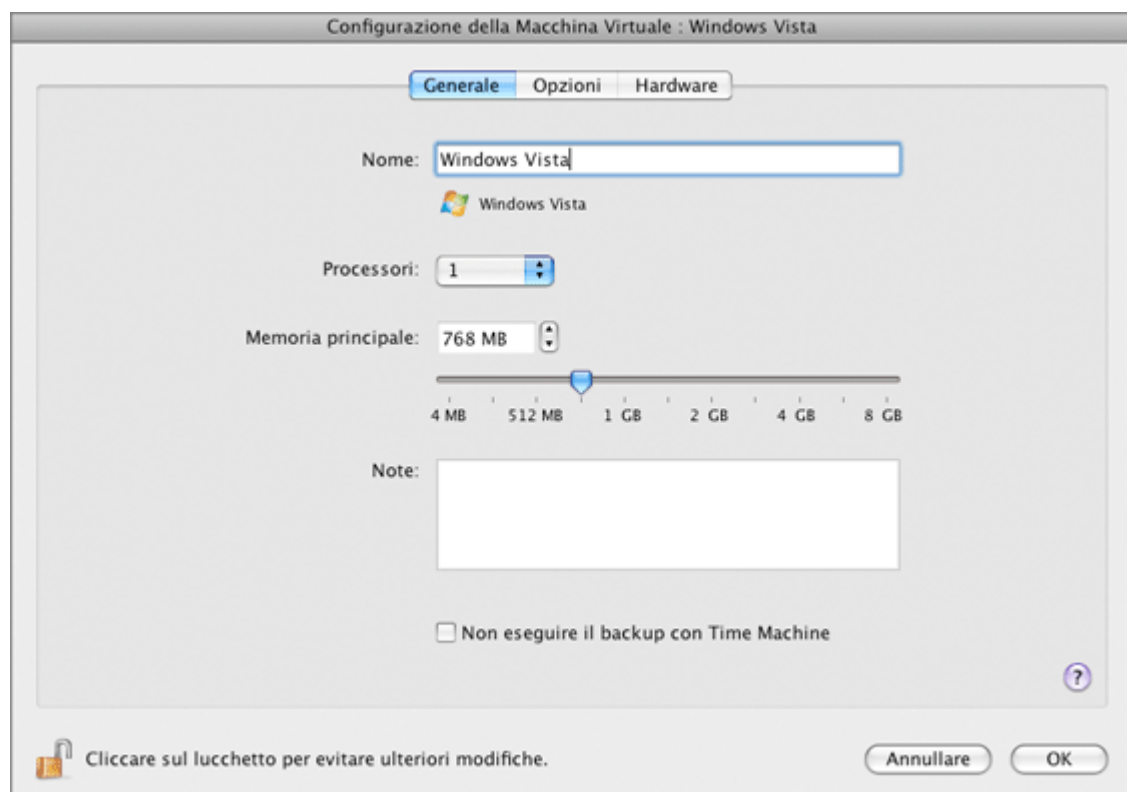 Configurazione della Macchina Virtuale : Windows Vista
Generale Opzioni Hardware
Nome: Windows Vista
Windows Vista
Processori: 1
Memoria principale: 768 MB
4 MB 512 MB 1 GB 2 GB 4 GB 8 GB
Note:
Non eseguire il backup con Time Machine
?
Cliccare sul lucchetto per evitare ulteriori modifiche. Annullare OK